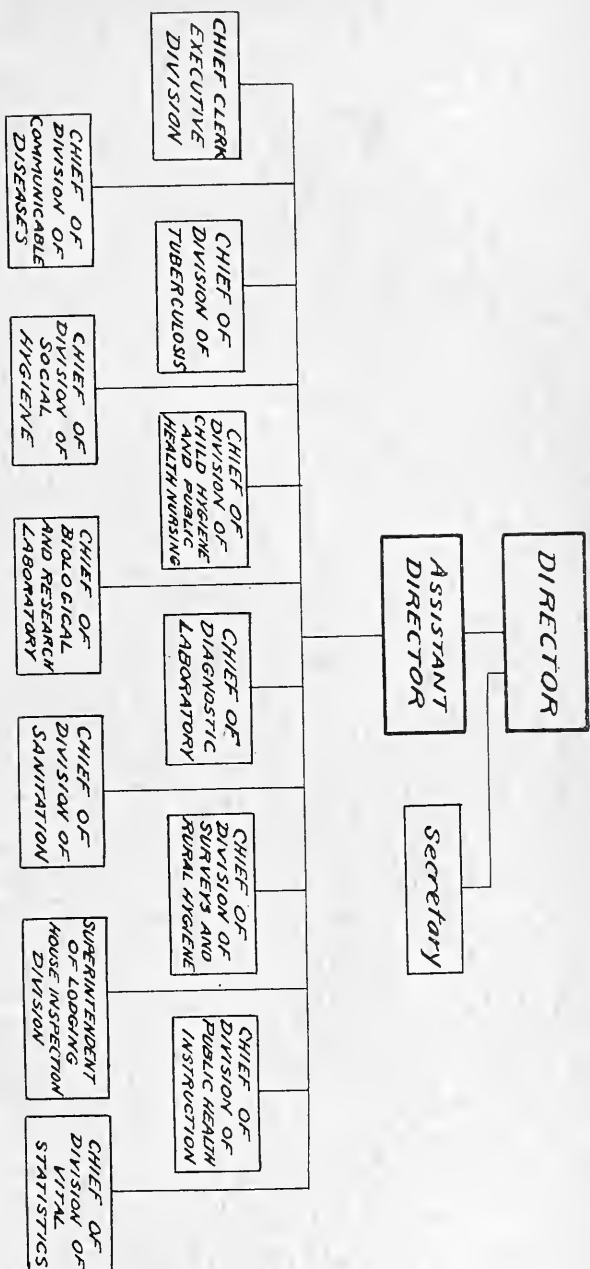 DIRECTOR
ASSISTANT
DIRECTOR
Secretary
CHIEF CLERK
EXECUTIVE
DIVISION
CHIEF OF
DIVISION OF
TUBERCULOSIS
CHIEF OF
DIVISION OF
CHILD HYGIENE
AND PUBLIC
HEALTH NURSING
CHIEF OF
DIAGNOSTIC
LABORATORY
CHIEF OF
DIVISION OF
SURVEYS AND
RURAL HYGIENE
CHIEF OF
DIVISION OF
PUBLIC HEALTH
INSTRUCTION
CHIEF OF
DIVISION OF
COMMUNICABLE
DISEASES
CHIEF OF
DIVISION OF
SOCIAL
HYGIENE
CHIEF OF
BIOLOGICAL
AND RESEARCH
LABORATORY
CHIEF OF
DIVISION OF
SANITATION
SUPERINTENDENT
OF LODGING
HOUSE INSPECTION
DIVISION
CHIEF OF
DIVISION OF
VITAL
STATISTICS